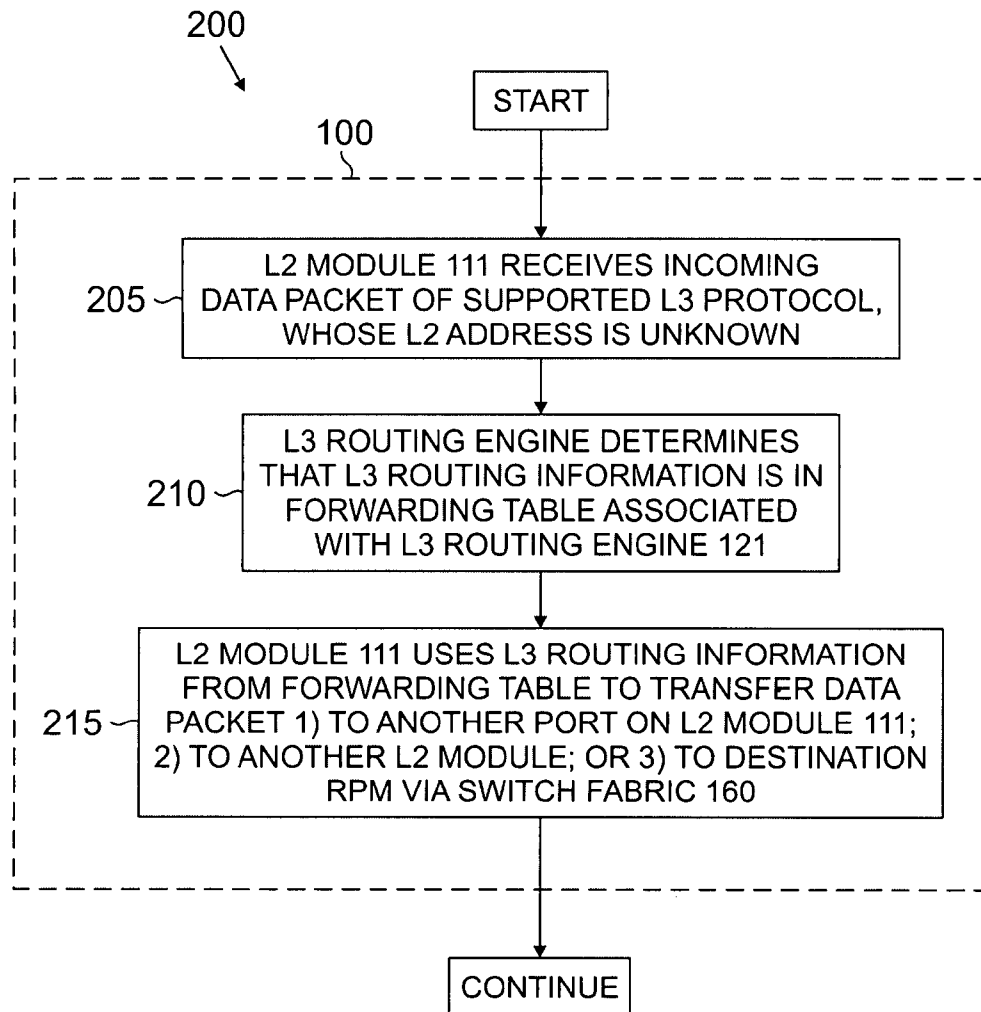 200
START
100
205
L2 MODULE 111 RECEIVES INCOMING
DATA PACKET OF SUPPORTED L3 PROTOCOL,
WHOSE L2 ADDRESS IS UNKNOWN
210
L3 ROUTING ENGINE DETERMINES
THAT L3 ROUTING INFORMATION IS IN
FORWARDING TABLE ASSOCIATED
WITH L3 ROUTING ENGINE 121
215
L2 MODULE 111 USES L3 ROUTING INFORMATION
FROM FORWARDING TABLE TO TRANSFER DATA
PACKET 1) TO ANOTHER PORT ON L2 MODULE 111;
2) TO ANOTHER L2 MODULE; OR 3) TO DESTINATION
RPM VIA SWITCH FABRIC 160
CONTINUE